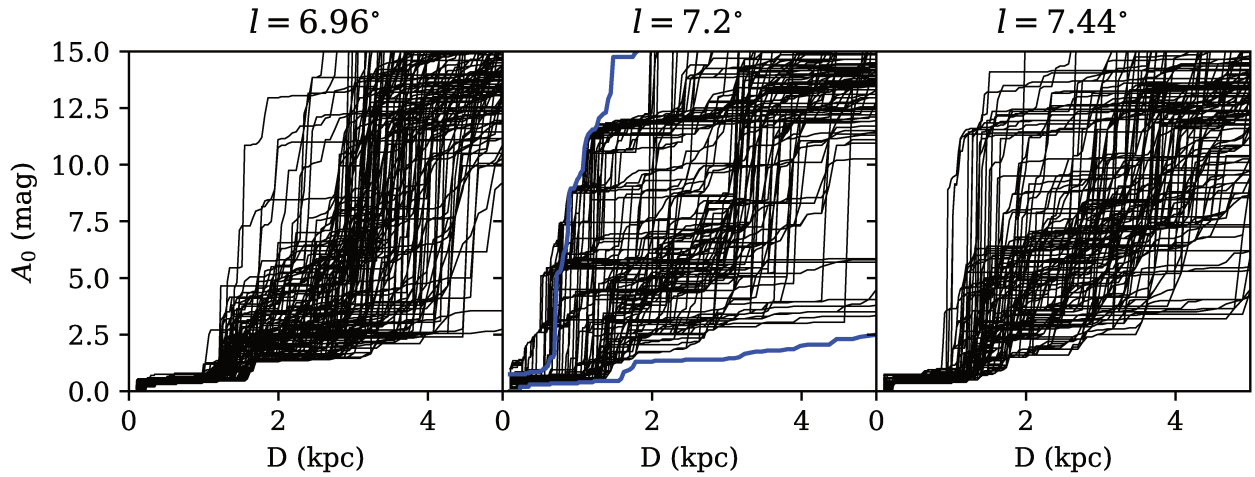 l = 6.96° l = 7.2° l = 7.44°
15.0
12.5
10.0
7.5
5.0
2.5
0.0
A₀ (mag)
0 2 4 0 2 4 0 2 4
D (kpc) D (kpc) D (kpc)